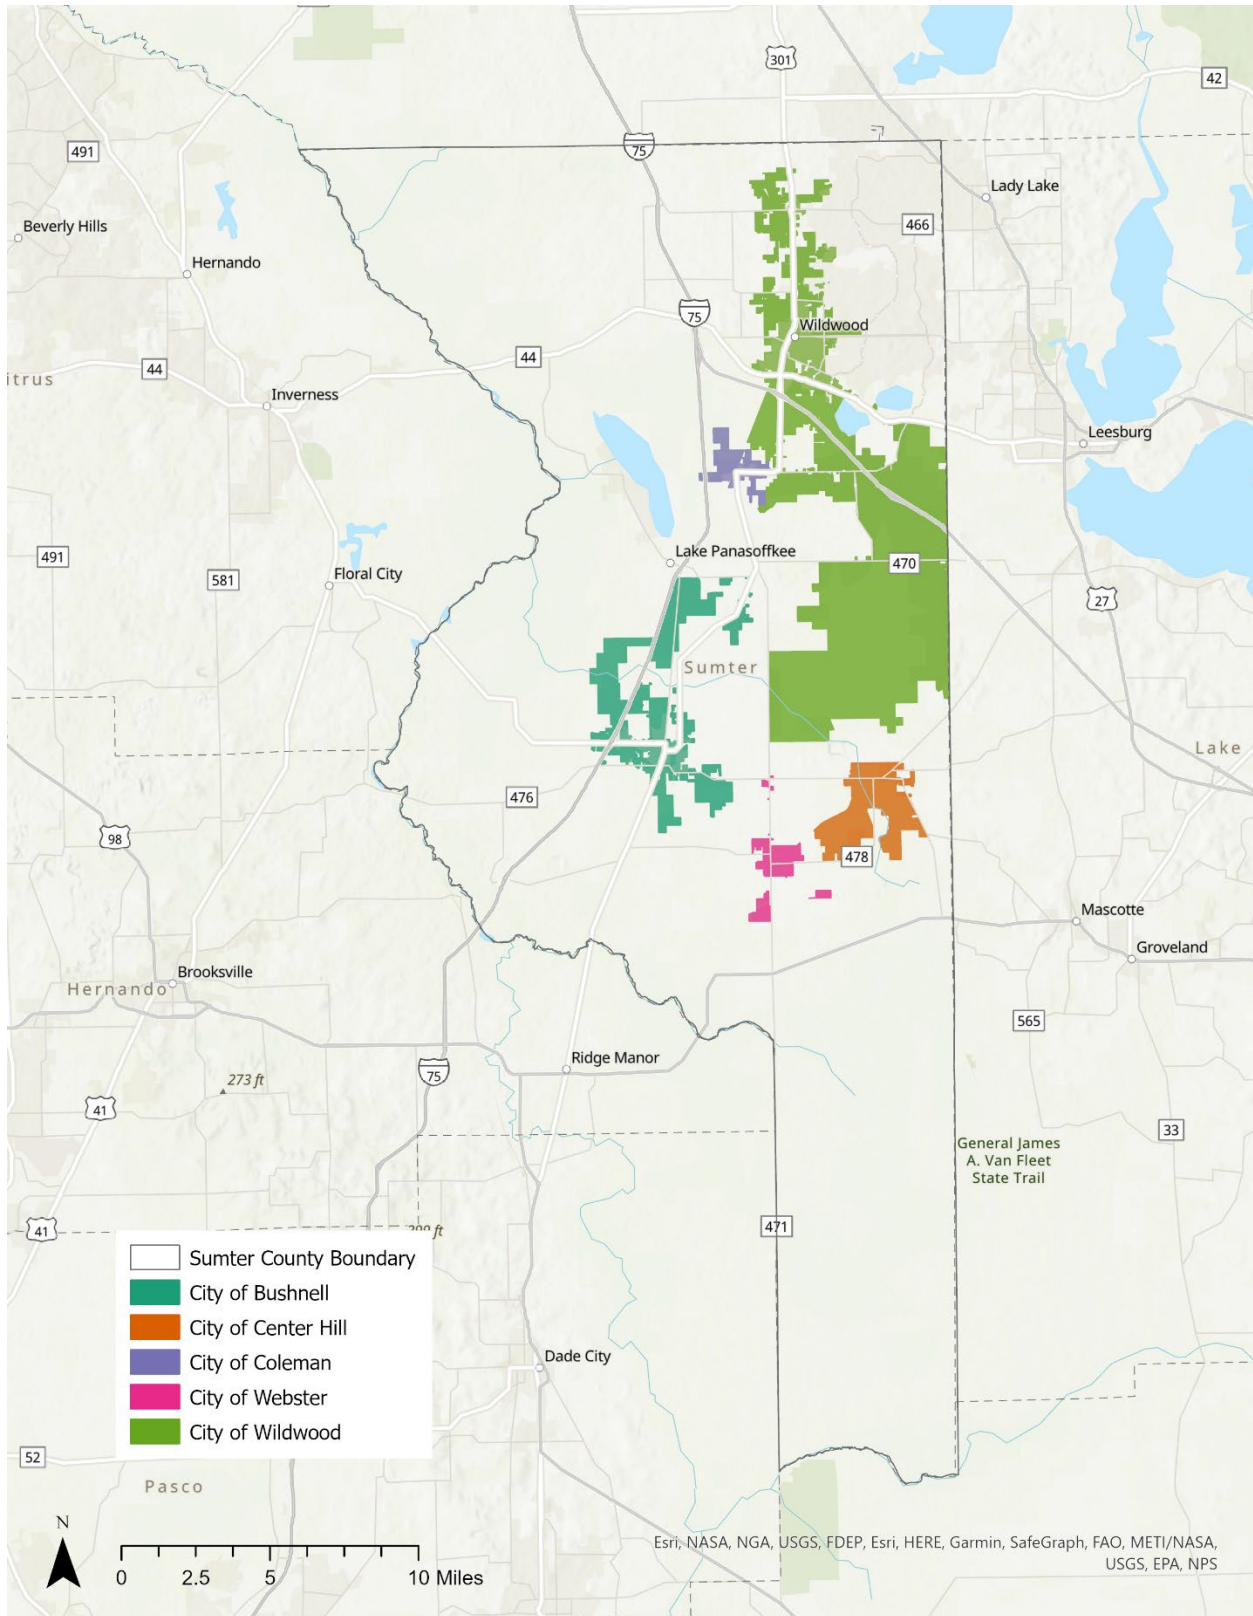 301
42
491
75
Lady Lake
466
Beverly Hills
Hernando
75
Wildwood
44
44
itrus
Inverness
Leesburg
491
Lake Panasoffkee
470
581
Floral City
27
Sumter
Lake
476
98
478
Mascotte
Groveland
Brooksville
Hernando
565
Ridge Manor
75
273 ft
41
33
General James
A. Van Fleet
State Trail
471
41
Sumter County Boundary
City of Bushnell
City of Center Hill
City of Coleman
City of Webster
City of Wildwood
Dade City
52
Pasco
N
0 2.5 5 10 Miles
Esri, NASA, NGA, USGS, FDEP, Esri, HERE, Garmin, SafeGraph, FAO, METI/NASA,
USGS, EPA, NPS